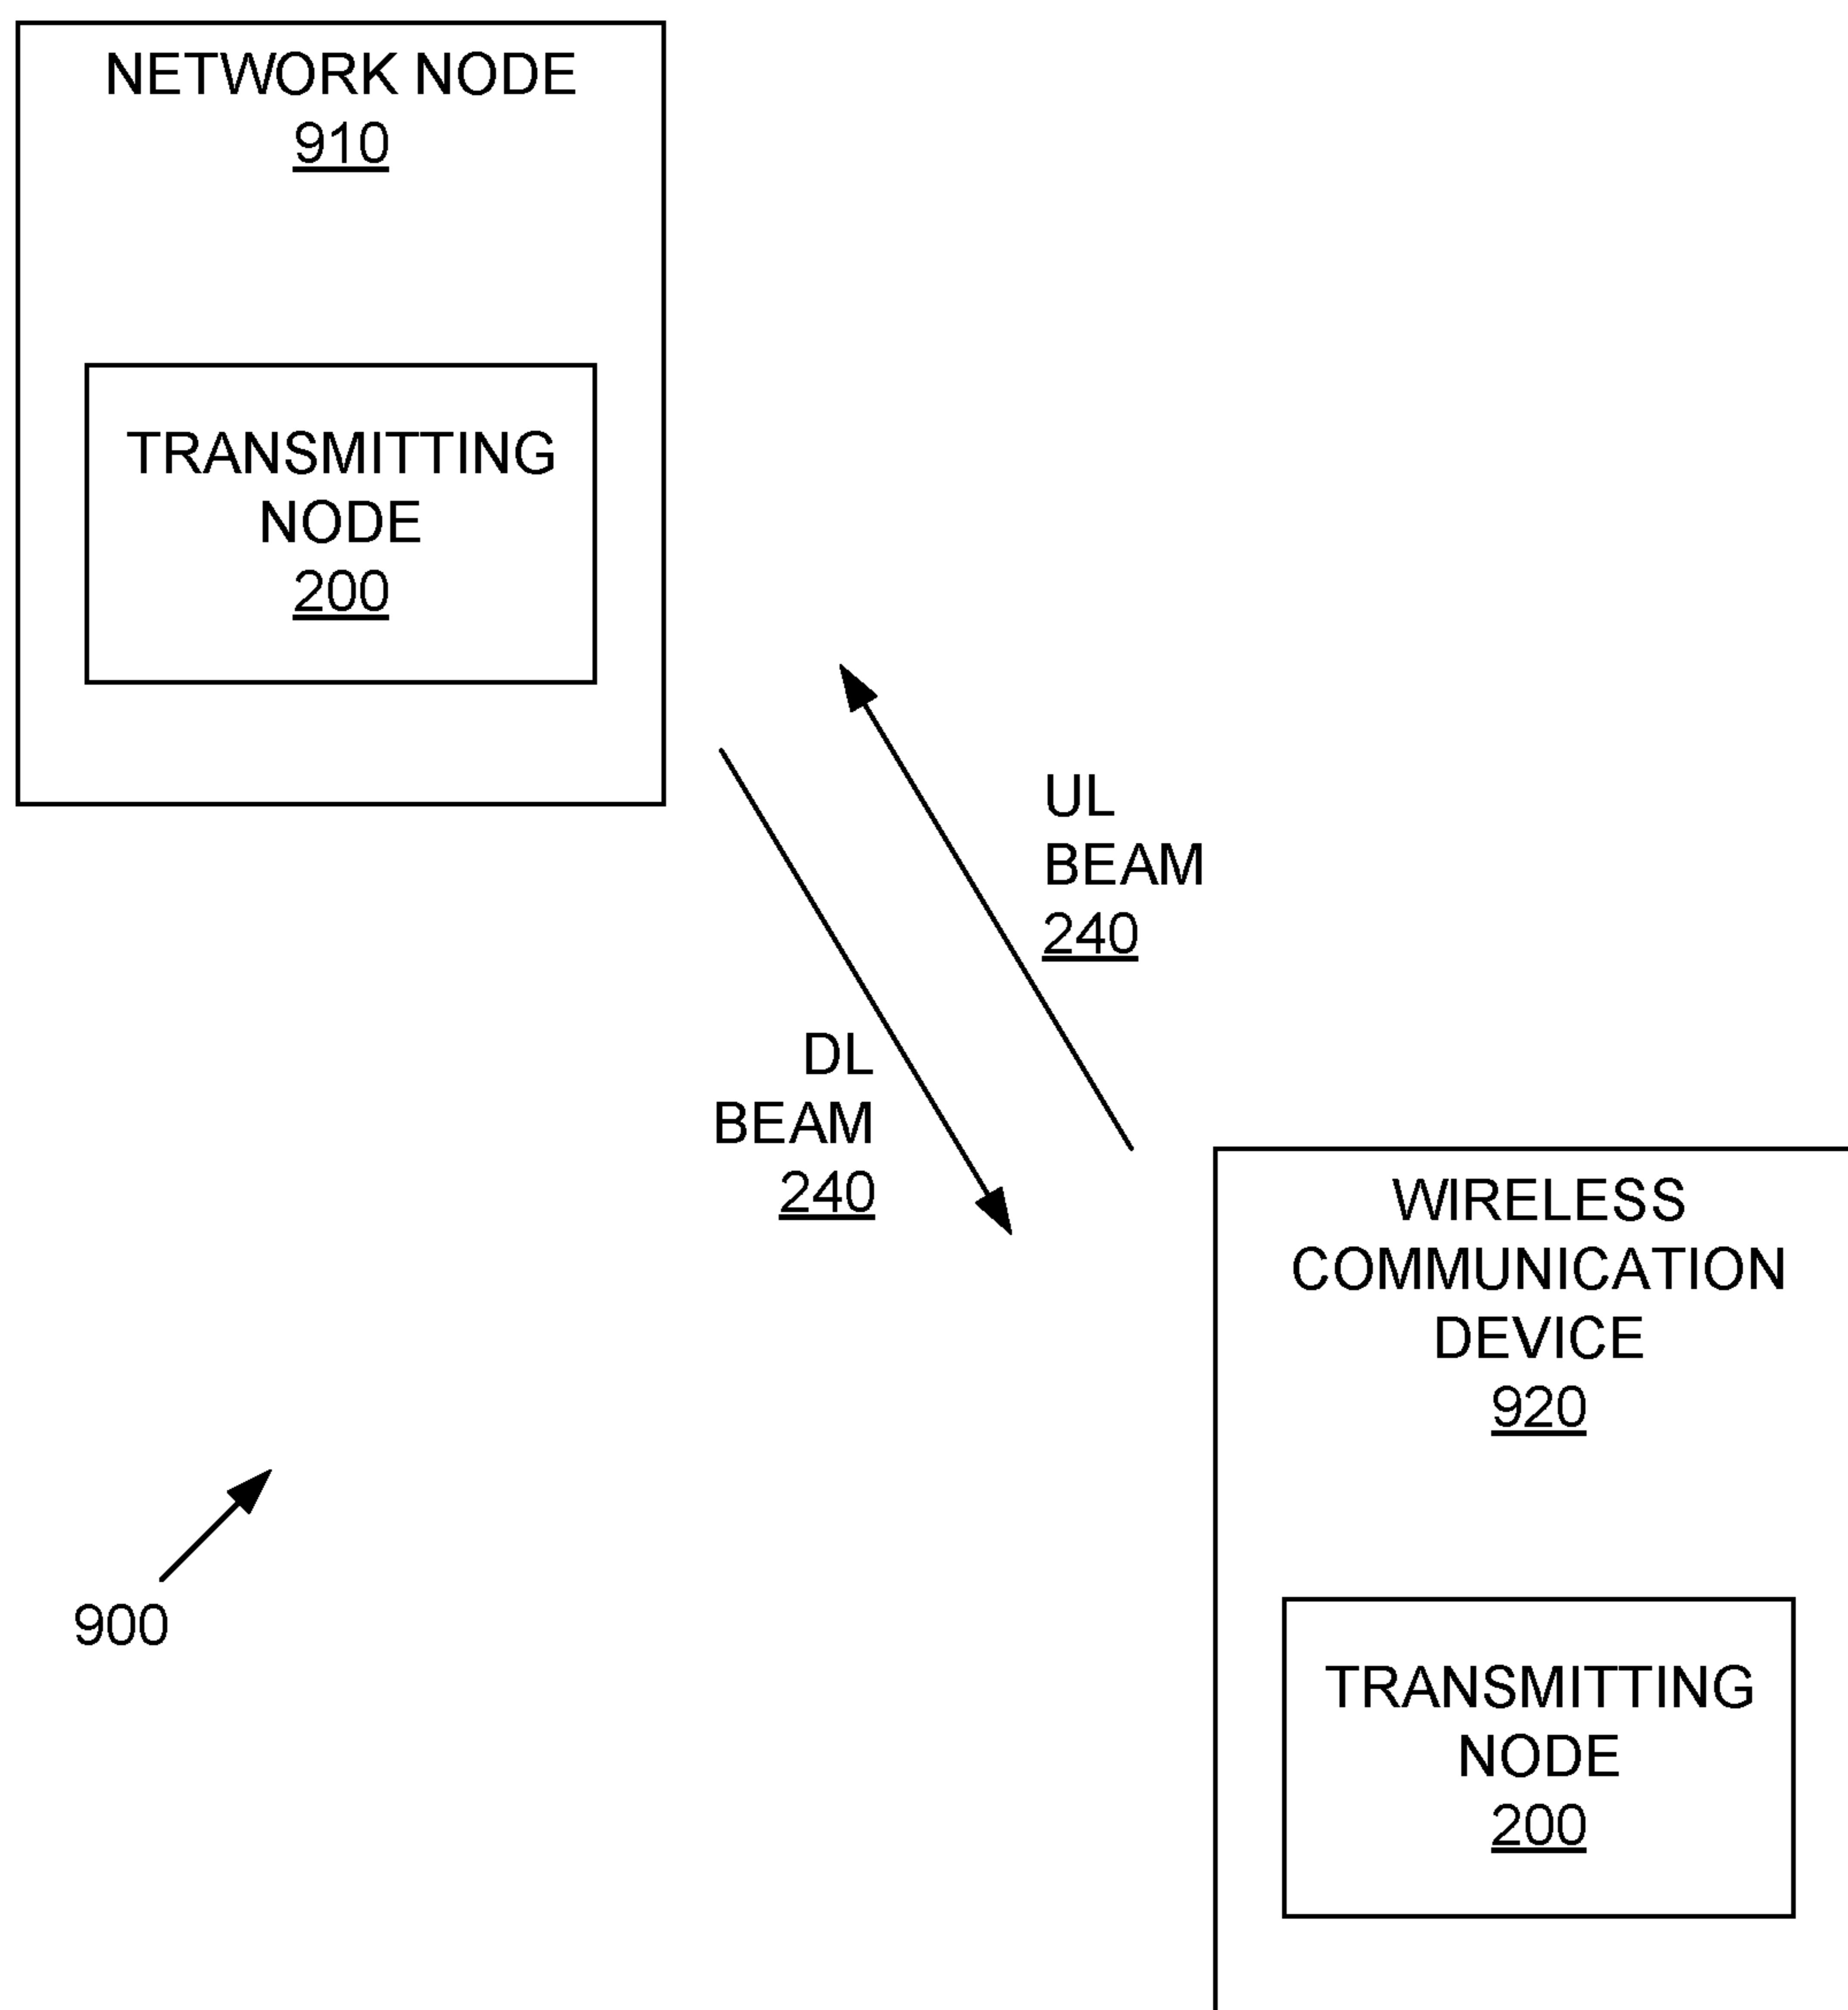 NETWORK NODE
910
TRANSMITTING
NODE
200
UL
BEAM
240
DL
BEAM
240
WIRELESS
COMMUNICATION
DEVICE
920
900
TRANSMITTING
NODE
200